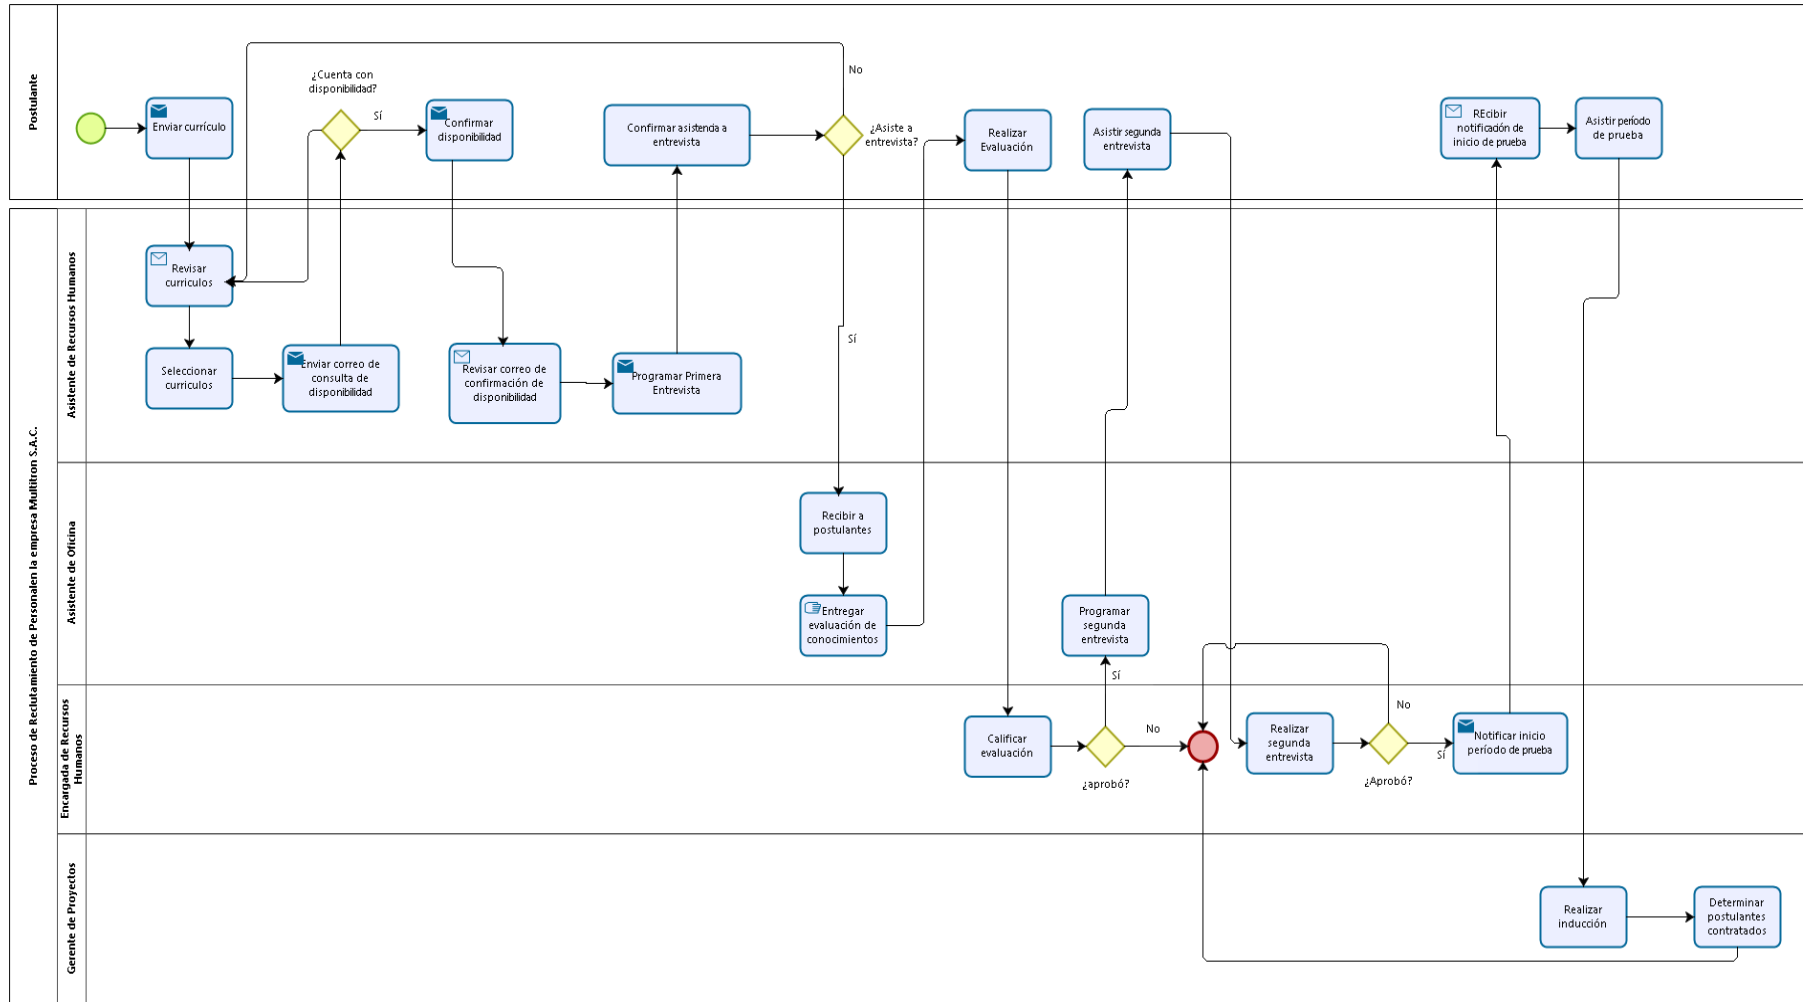 Postulante
Enviar currículo
¿Cuenta con
disponibilidad?
Sí
Confirmar
disponibilidad
Confirmar asistencia a
entrevista
No
¿Asiste a
entrevista?
Sí
Realizar
Evaluación
Asistir segunda
entrevista
REcibir
notificación de
inicio de prueba
Asistir período
de prueba
Proceso de Reclutamiento de Personalen la empresa Multitron S.A.C.
Asistente de Recursos Humanos
Revisar
curriculos
Seleccionar
curriculos
Enviar correo de
consulta de
disponibilidad
Revisar correo de
confirmación de
disponibilidad
Programar Primera
Entrevista
Asistente de Oficina
Recibir a
postulantes
Entregar
evaluación de
conocimientos
Programar
segunda
entrevista
Sí
Encargada de Recursos
Humanos
Calificar
evaluación
¿aprobó?
No
Realizar
segunda
entrevista
¿Aprobó?
No
Sí
Notificar inicio
período de prueba
Gerente de Proyectos
Realizar
inducción
Determinar
postulantes
contratados